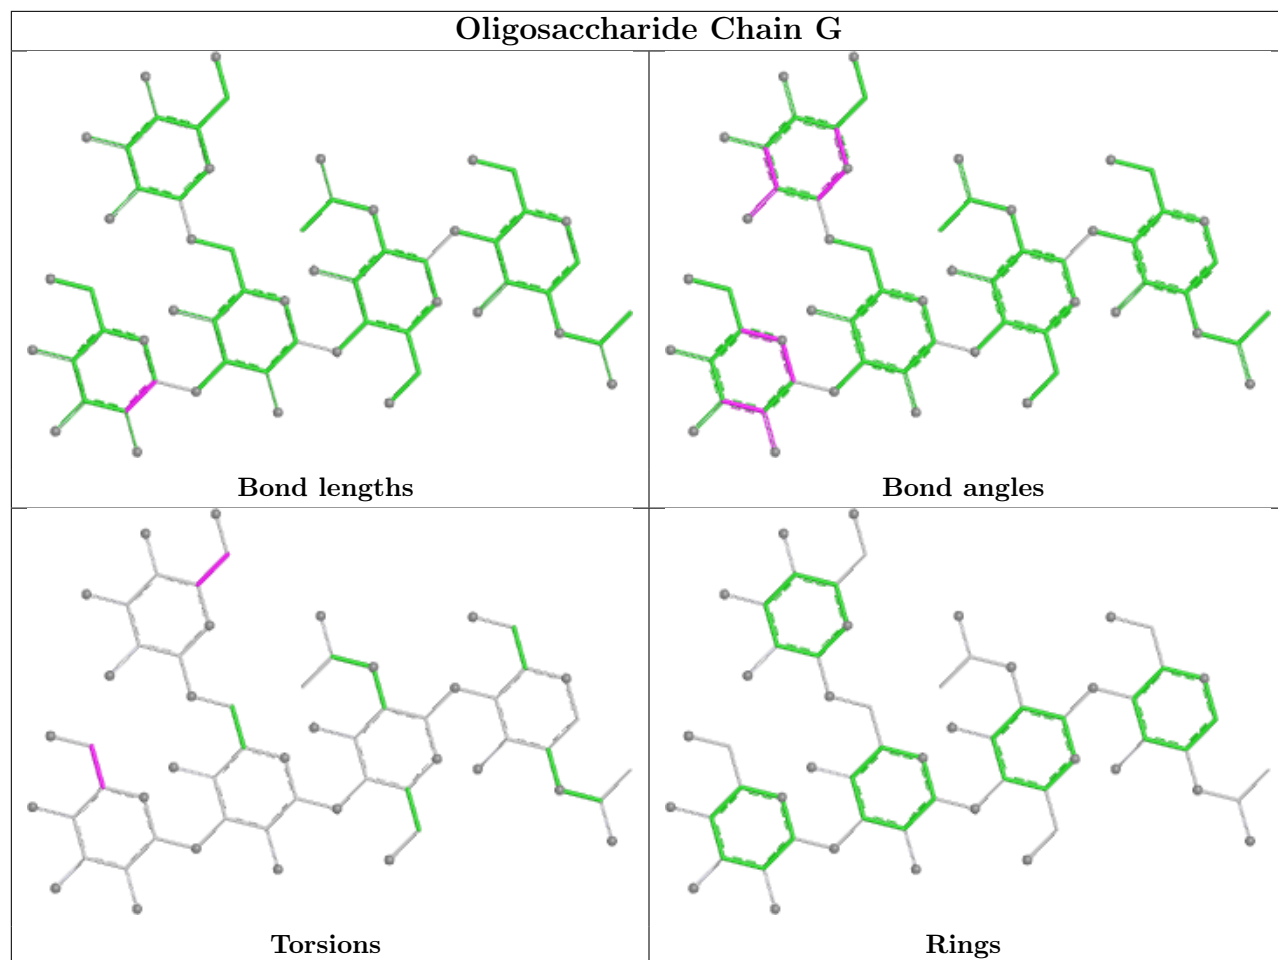 Oligosaccharide Chain G
Bond lengths
Bond angles
Torsions
Rings